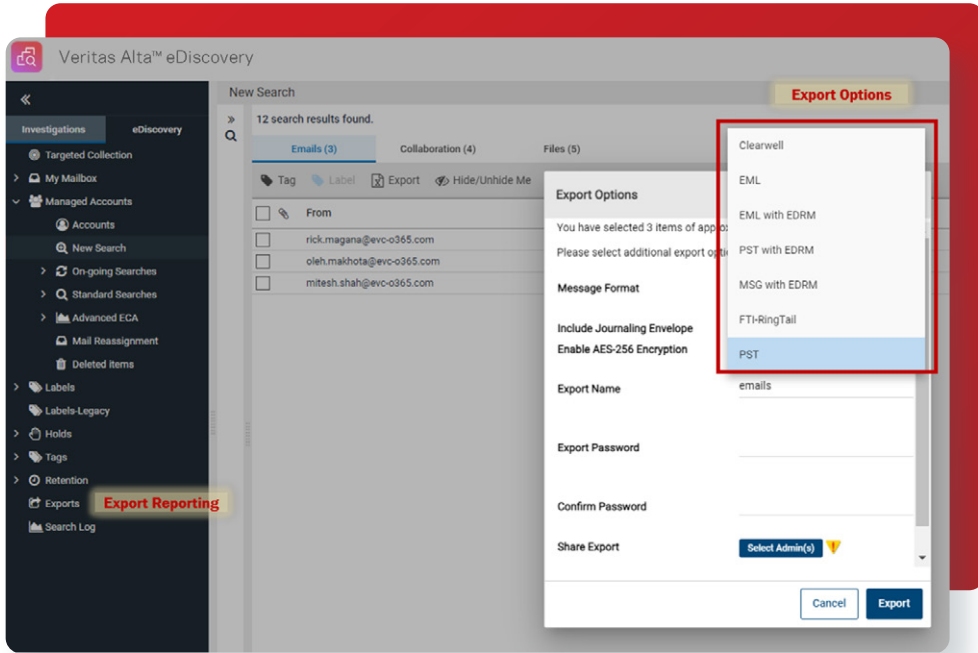 Veritas Alta™ eDiscovery
Investigations eDiscovery
Targeted Collection
My Mailbox
Managed Accounts
Accounts
New Search
On-going Searches
Standard Searches
Advanced ECA
Mail Reassignment
Deleted items
Labels
Labels-Legacy
Holds
Tags
Retention
Exports
Export Reporting
Search Log
New Search
Export Options
12 search results found.
Emails (3) Collaboration (4) Files (5)
Tag Label Export Hide/Unhide Me
From
rick.magana@evc-o365.com
oleh.makhota@evc-o365.com
mitesh.shah@evc-o365.com
Export Options
You have selected 3 items of
Please select additional export
Message Format
Include Journaling Envelope
Enable AES-256 Encryption
Clearwell
EML
EML with EDRM
PST with EDRM
MSG with EDRM
FTI-RingTail
PST
Export Name emails
Export Password
Confirm Password
Share Export Select Admin(s)
Cancel Export